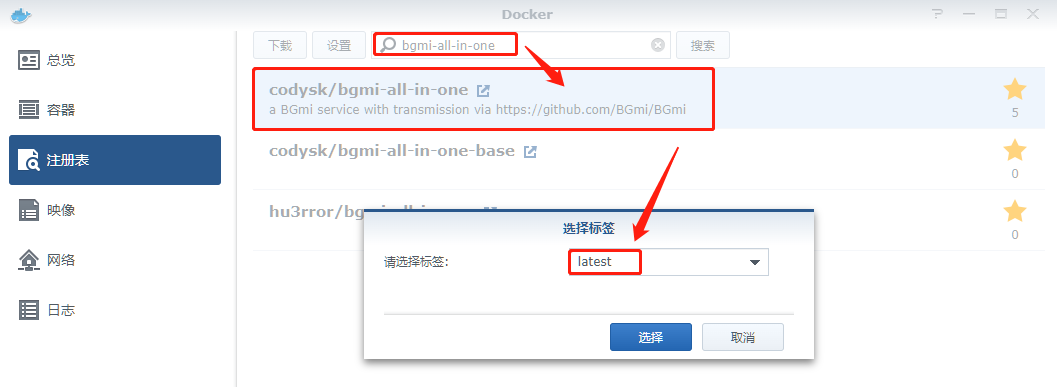 Docker
总览
容器
注册表
映像
网络
日志
下载
设置
bgmi-all-in-one
搜索
codysk/bgmi-all-in-one
a BGmi service with transmission via https://github.com/BGmi/BGmi
5
codysk/bgmi-all-in-one-base
0
hu3rror/
0
选择标签
请选择标签:
latest
选择
取消